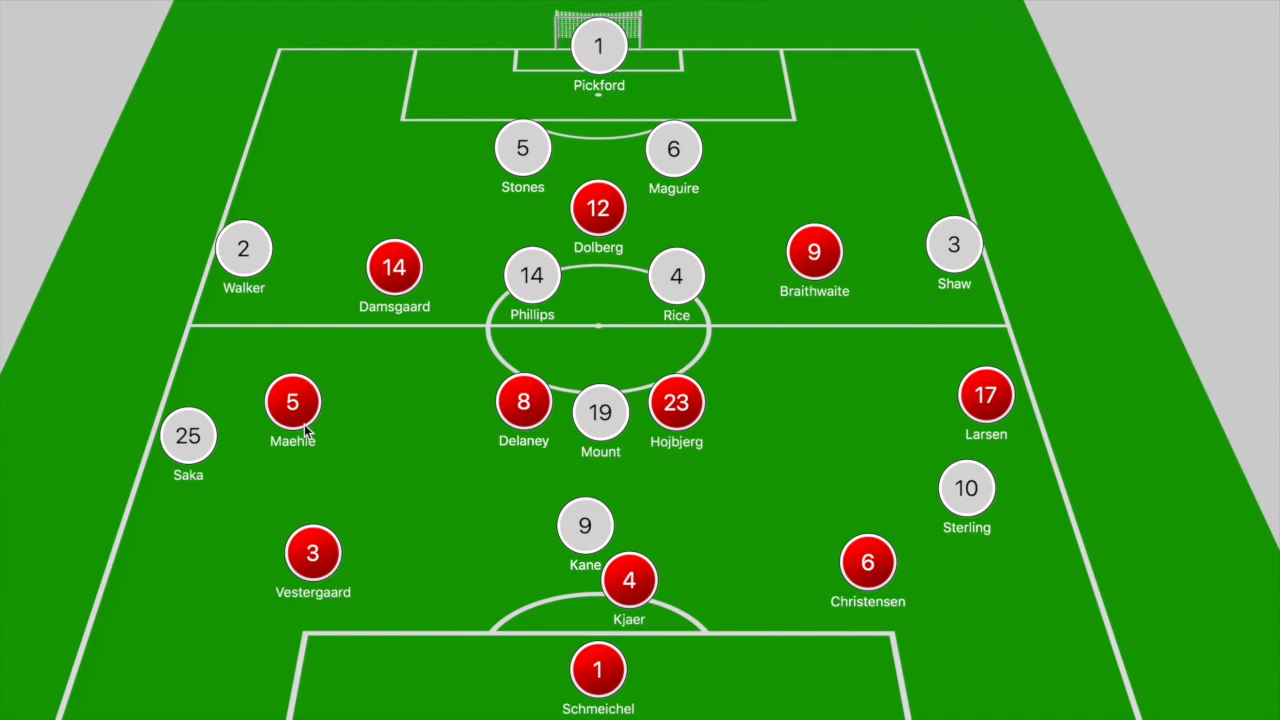 1
Pickford
5
Stones
6
Maguire
12
Dolberg
2
Walker
14
Damsgaard
14
Phillips
4
Rice
9
Braithwaite
3
Shaw
25
Saka
5
Maehle
8
Delaney
19
Mount
23
Hojbjerg
17
Larsen
10
Sterling
9
Kane
3
Vestergaard
4
Kjaer
6
Christensen
1
Schmeichel